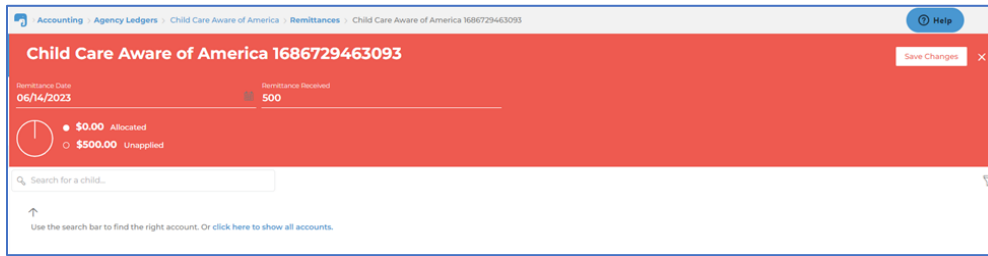 Accounting > Agency Ledgers > Child Care Aware of America > Remittances > Child Care Aware of America 1686729463093
Help
Child Care Aware of America 1686729463093
Save Changes
Remittance Date
Remittance Received
06/14/2023
500
$0.00 Allocated
$500.00 Unapplied
Search for a child...
Use the search bar to find the right account. Or click here to show all accounts.